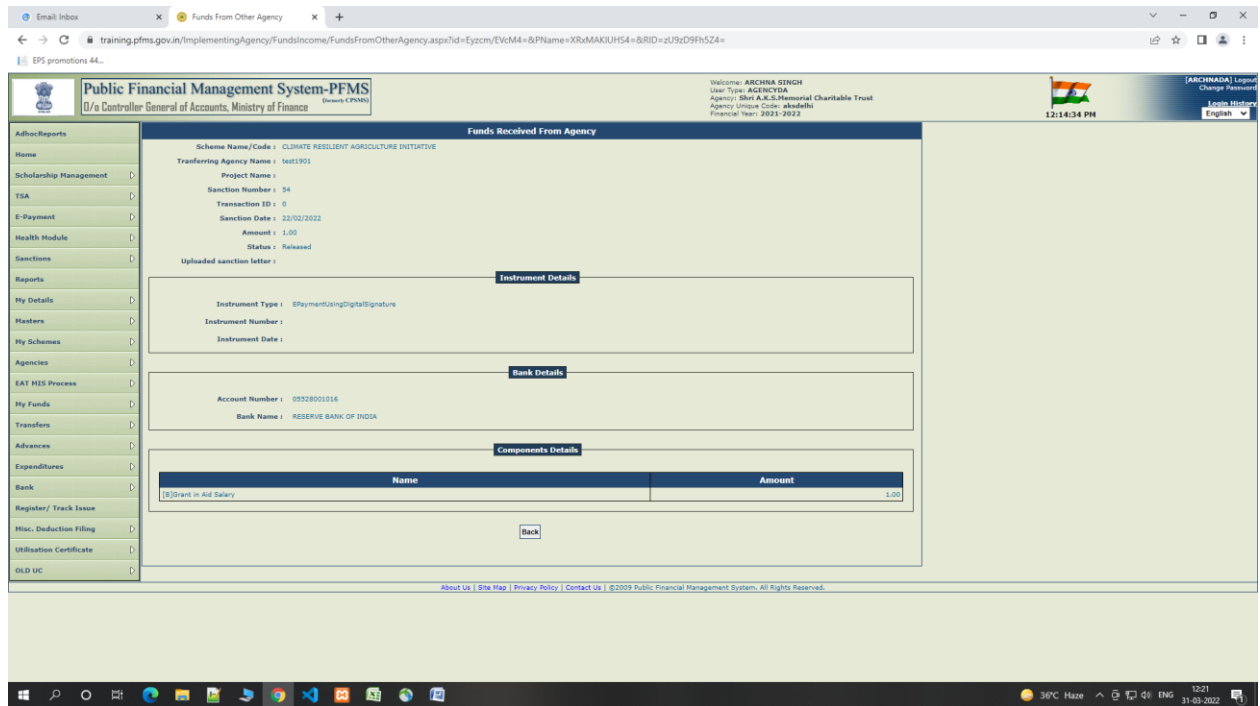 Email: Inbox
Funds From Other Agency
training.pfms.gov.in/ImplementingAgency/FundsIncome/FundsFromOtherAgency.aspx?id=Eyzcm/EVcM4=&PName=XRxMAKIUHS4=&RID=zU9zD9Fh5Z4=
EPS promotions 44...
Public Financial Management System-PFMS
O/o Controller General of Accounts, Ministry of Finance (formerly CPSMS)
Welcome: ARCHNA SINGH
User Type: AGENCYDA
Agency: Shri A.K.S.Memorial Charitable Trust
Agency Unique Code: aksdelhi
Financial Year: 2021-2022
12:14:34 PM
[ARCHNADA] Logout
Change Password
Login History
English
AdhocReports
Home
Scholarship Management
TSA
E-Payment
Health Module
Sanctions
Reports
My Details
Masters
My Schemes
Agencies
EAT MIS Process
My Funds
Transfers
Advances
Expenditures
Bank
Register/ Track Issue
Misc. Deduction Filing
Utilisation Certificate
OLD UC
Funds Received From Agency
Scheme Name/Code : CLIMATE RESILIENT AGRICULTURE INITIATIVE
Tranferring Agency Name : test1901
Project Name :
Sanction Number : 54
Transaction ID : 0
Sanction Date : 22/02/2022
Amount : 1.00
Status : Released
Uploaded sanction letter :
Instrument Details
Instrument Type : EPaymentUsingDigitalSignature
Instrument Number :
Instrument Date :
Bank Details
Account Number : 05528001016
Bank Name : RESERVE BANK OF INDIA
Components Details
Name Amount
[B]Grant in Aid Salary 1.00
Back
About Us | Site Map | Privacy Policy | Contact Us | ©2009 Public Financial Management System. All Rights Reserved.
36°C Haze ENG 12:21
31-03-2022